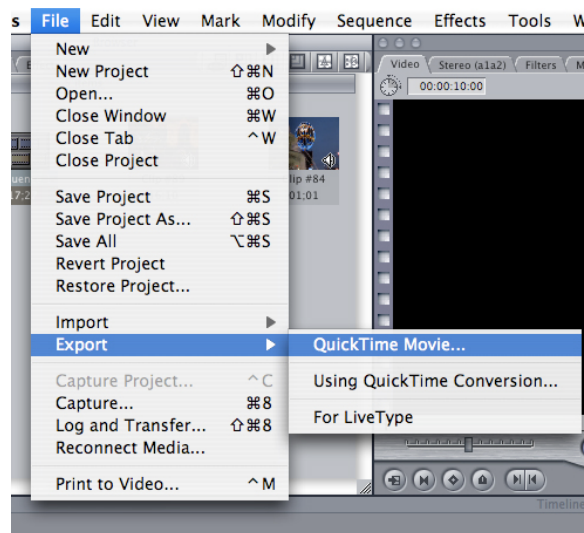 s File Edit View Mark Modify Sequence Effects Tools W
New
New Project ⇧⌘N
Open... ⌘O
Close Window ⌘W
Close Tab ^W
Close Project
Save Project ⌘S
Save Project As... ⇧⌘S
Save All ⌥⌘S
Revert Project
Restore Project...
Import
Export
QuickTime Movie...
Using QuickTime Conversion...
For LiveType
Capture Project... ^C
Capture... ⌘8
Log and Transfer... ⇧⌘8
Reconnect Media...
Print to Video... ^M
Video Stereo (a1a2) Filters M
00:00:10:00
lip #84
01;01
Timeline